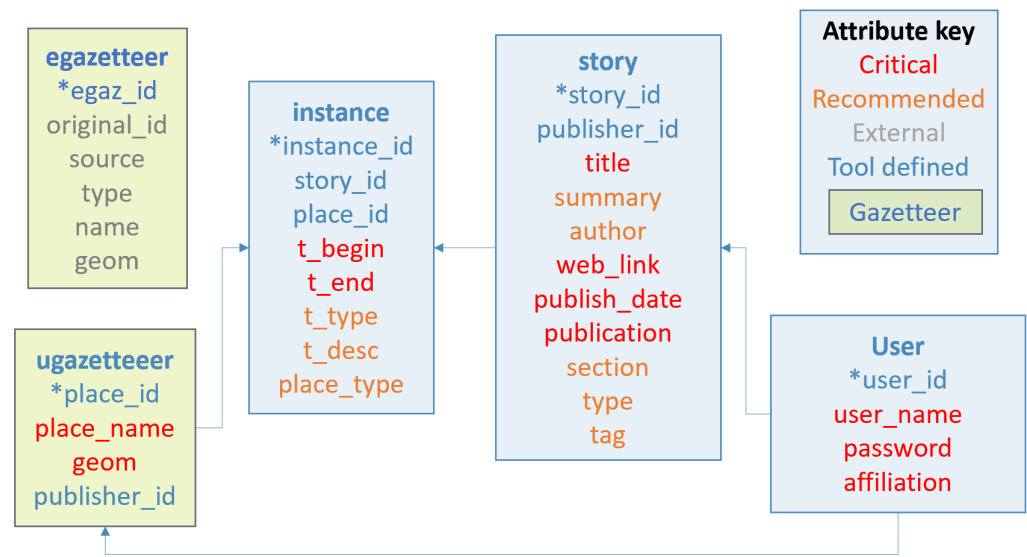 egazetteer
*egaz_id
original_id
source
type
name
geom
ugazetteeer
*place_id
place_name
geom
publisher_id
instance
*instance_id
story_id
place_id
t_begin
t_end
t_type
t_desc
place_type
story
*story_id
publisher_id
title
summary
author
web_link
publish_date
publication
section
type
tag
Attribute key
Critical
Recommended
External
Tool defined
Gazetteer
User
*user_id
user_name
password
affiliation